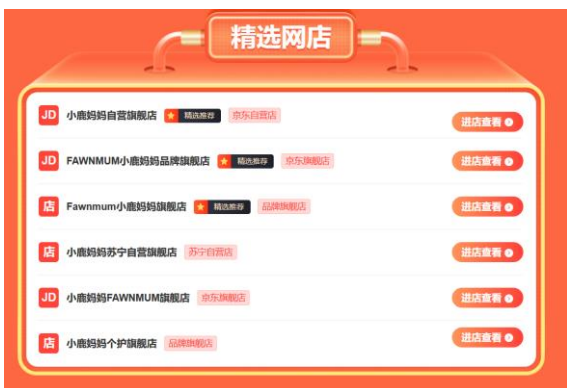 精选网店
JD 小鹿妈妈自营旗舰店 精选推荐 京东自营店 进店查看
JD FAWNMUM小鹿妈妈品牌旗舰店 精选推荐 京东旗舰店 进店查看
店 Fawnmum小鹿妈妈旗舰店 精选推荐 品牌旗舰店 进店查看
店 小鹿妈妈苏宁自营旗舰店 苏宁自营店 进店查看
JD 小鹿妈妈FAWNMUM旗舰店 京东旗舰店 进店查看
店 小鹿妈妈个护旗舰店 品牌旗舰店 进店查看